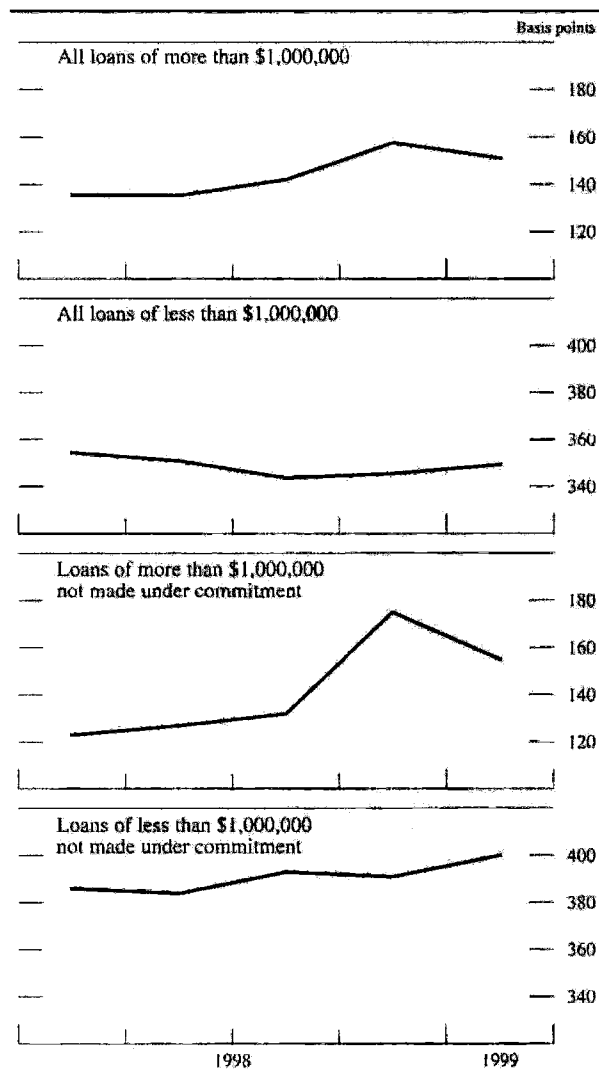 Basis points
All loans of more than $1,000,000
180
160
140
120
All loans of less than $1,000,000
400
380
360
340
Loans of more than $1,000,000
not made under commitment
180
160
140
120
Loans of less than $1,000,000
not made under commitment
400
380
360
340
1998 1999